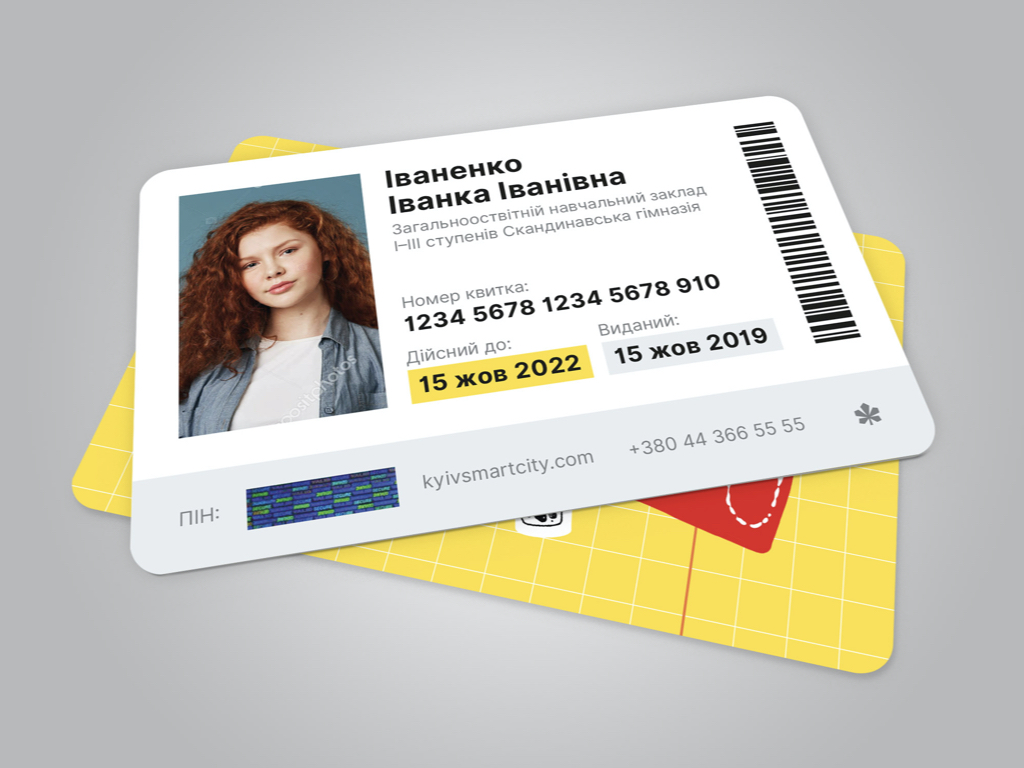 Іваненко
Іванка Іванівна
Загальноосвітній навчальний заклад
І–ІІІ ступенів Скандинавська гімназія
Номер квитка:
1234 5678 1234 5678 910
Дійсний до:
15 жов 2022
Виданий:
15 жов 2019
ПІН:
kyivsmartcity.com
+380 44 366 55 55